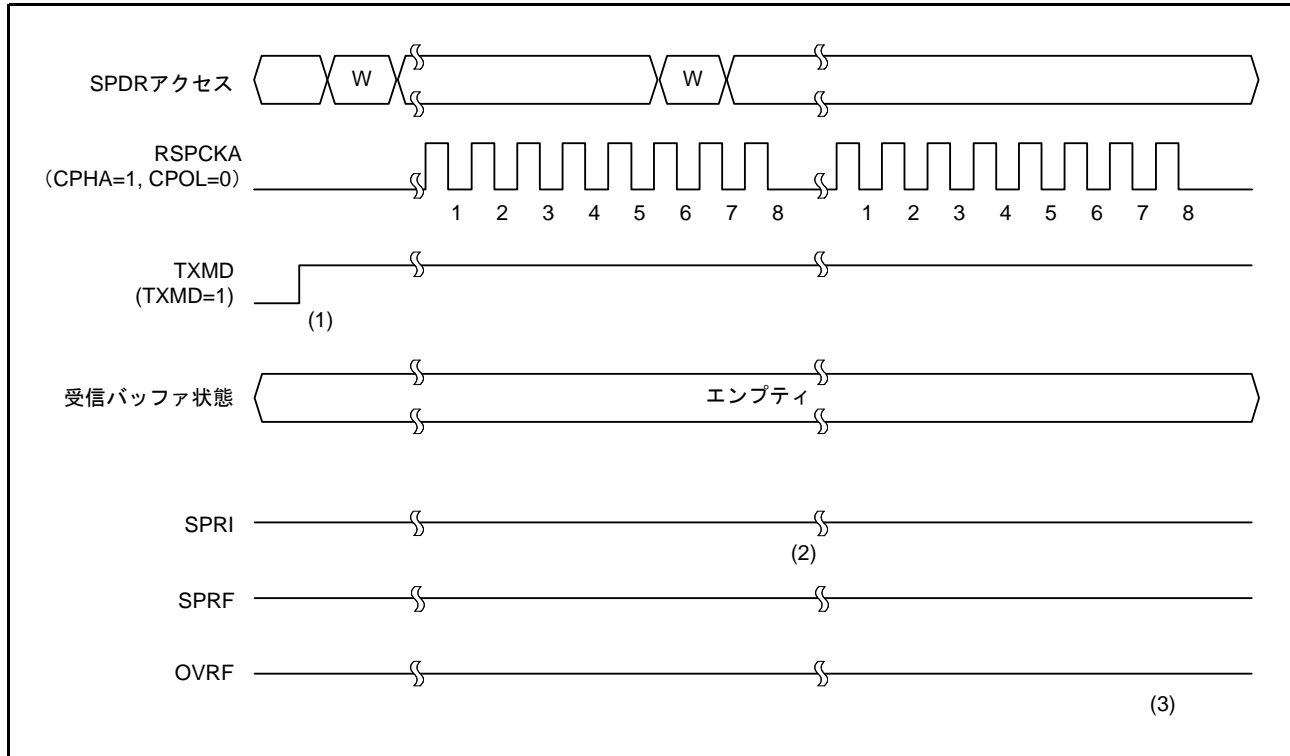 SPDRアクセス
W
W
RSPCKA
（CPHA=1, CPOL=0）
1 2 3 4 5 6 7 8 1 2 3 4 5 6 7 8
TXMD
(TXMD=1)
(1)
受信バッファ状態
エンプティ
SPRI
(2)
SPRF
OVRF
(3)